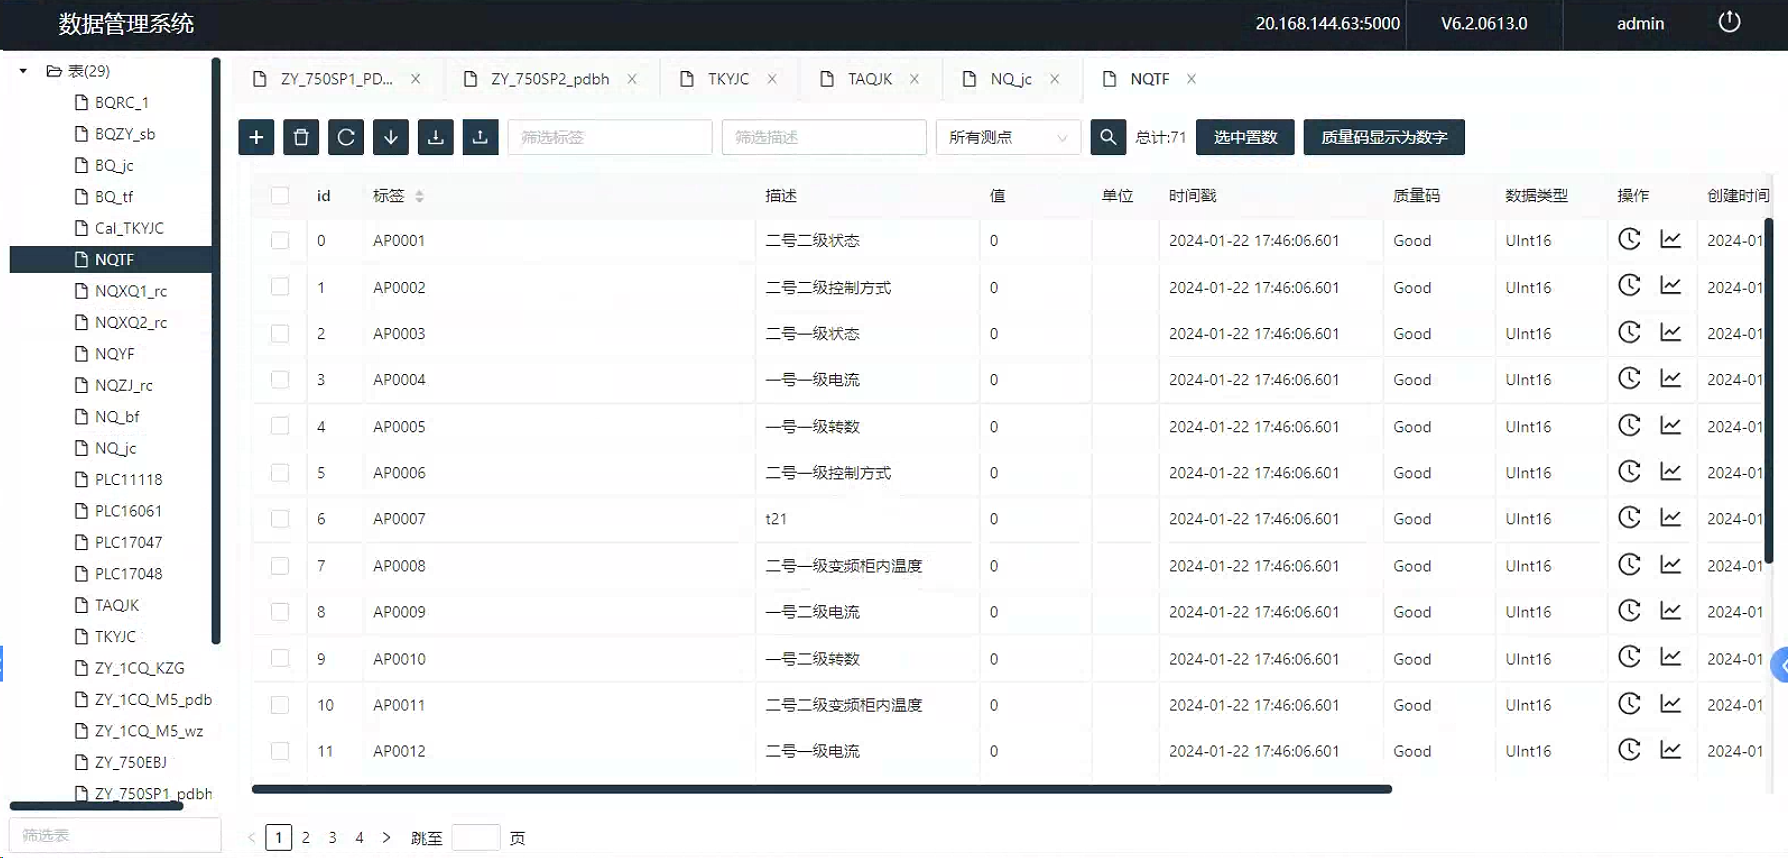 数据管理系统 20.168.144.63:5000 V6.2.0613.0 admin
表(29)
BQRC_1
BQZY_sb
BQ_jc
BQ_tf
Cal_TKYJC
NQTF
NQXQ1_rc
NQXQ2_rc
NQYF
NQZJ_rc
NQ_bf
NQ_jc
PLC11118
PLC16061
PLC17047
PLC17048
TAQJK
TKYJC
ZY_1CQ_KZG
ZY_1CQ_M5_pdb
ZY_1CQ_M5_wz
ZY_750EBJ
ZY_750SP1_pdbh
筛选表
ZY_750SP1_PD... ZY_750SP2_pdbh TKYJC TAQJK NQ_jc NQTF
筛选标签 筛选描述 所有测点 总计:71 选中置数 质量码显示为数字
id 标签 描述 值 单位 时间戳 质量码 数据类型 操作 创建时间
0 AP0001 二号二级状态 0 2024-01-22 17:46:06.601 Good UInt16 2024-01
1 AP0002 二号二级控制方式 0 2024-01-22 17:46:06.601 Good UInt16 2024-01
2 AP0003 二号一级状态 0 2024-01-22 17:46:06.601 Good UInt16 2024-01
3 AP0004 一号一级电流 0 2024-01-22 17:46:06.601 Good UInt16 2024-01
4 AP0005 一号一级转数 0 2024-01-22 17:46:06.601 Good UInt16 2024-01
5 AP0006 二号一级控制方式 0 2024-01-22 17:46:06.601 Good UInt16 2024-01
6 AP0007 t21 0 2024-01-22 17:46:06.601 Good UInt16 2024-01
7 AP0008 二号一级变频柜内温度 0 2024-01-22 17:46:06.601 Good UInt16 2024-01
8 AP0009 一号二级电流 0 2024-01-22 17:46:06.601 Good UInt16 2024-01
9 AP0010 一号二级转数 0 2024-01-22 17:46:06.601 Good UInt16 2024-01
10 AP0011 二号二级变频柜内温度 0 2024-01-22 17:46:06.601 Good UInt16 2024-01
11 AP0012 二号一级电流 0 2024-01-22 17:46:06.601 Good UInt16 2024-01
1 2 3 4 跳至 页